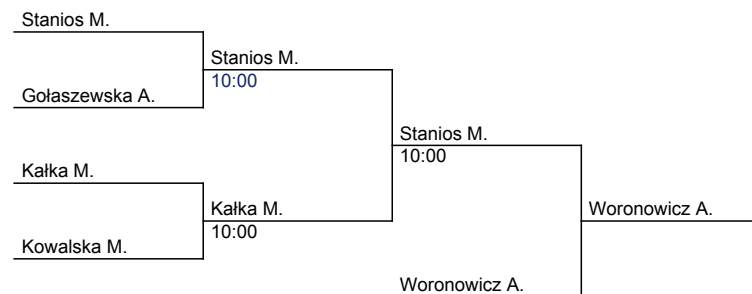 Stanios M.
Stanios M.
10:00
Gołaszewska A.
Stanios M.
10:00
Kałka M.
Kałka M.
10:00
Woronowicz A.
Kowalska M.
Woronowicz A.